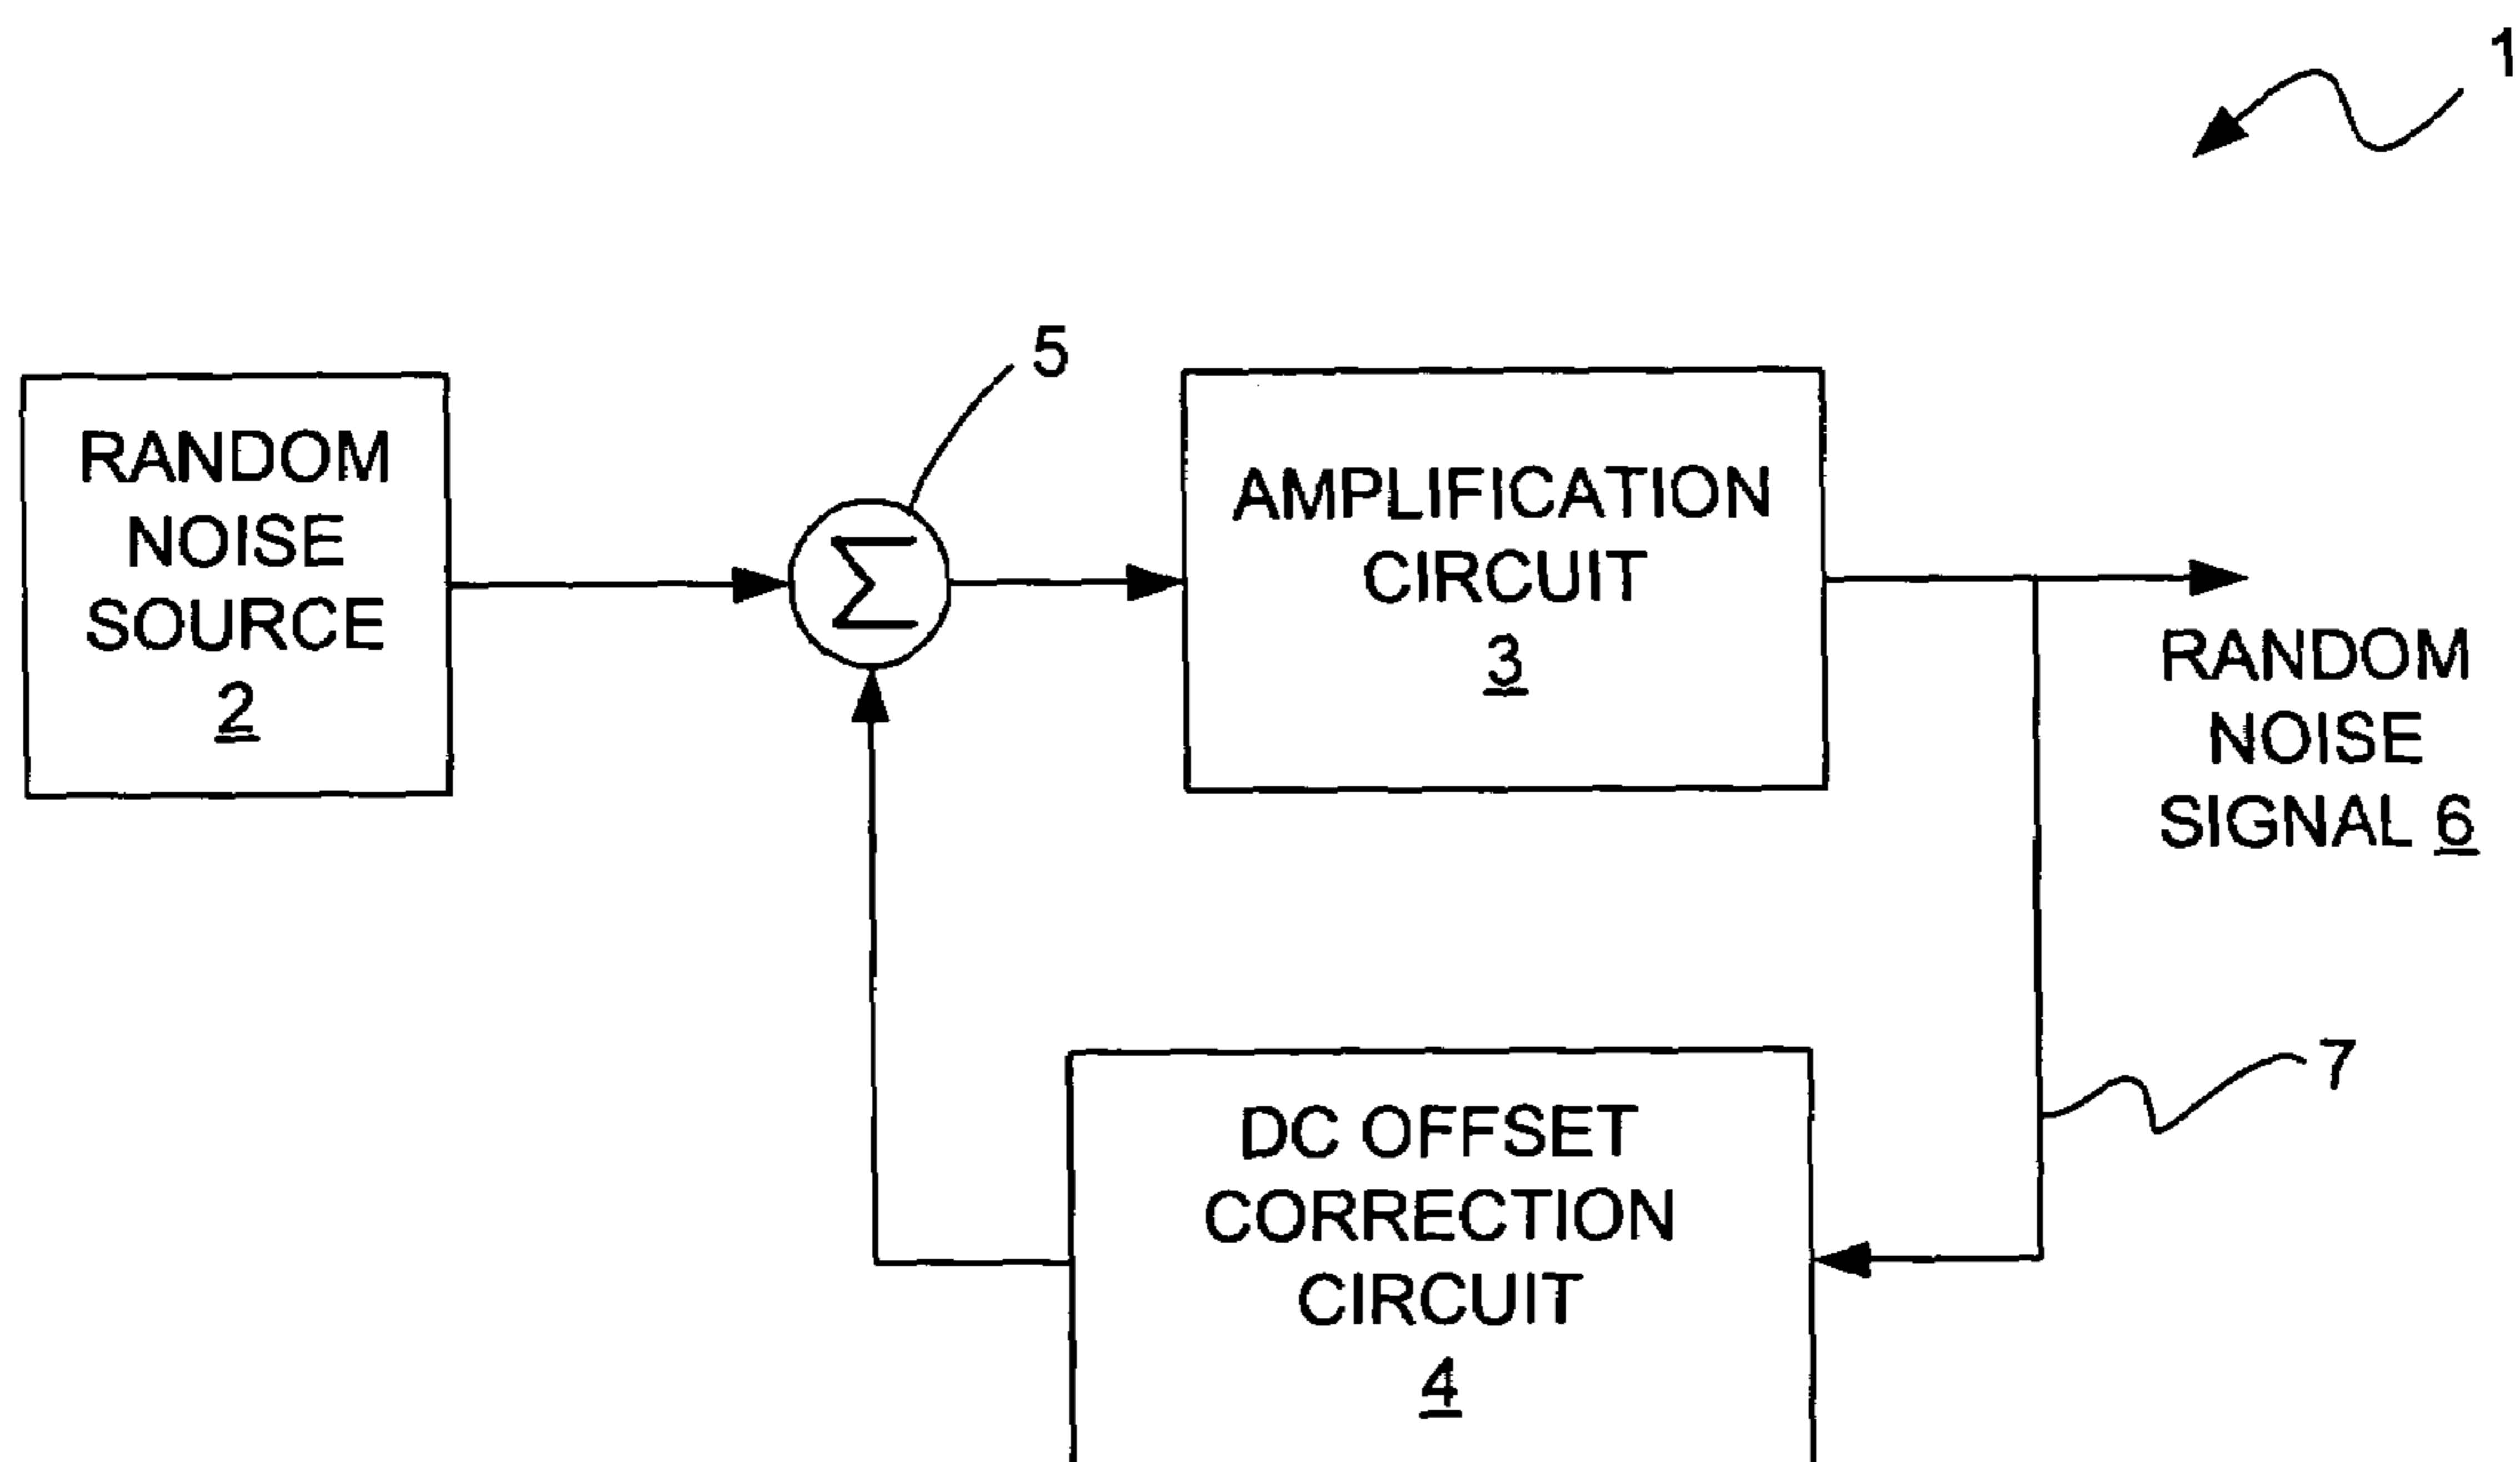 1
5
RANDOM
NOISE
SOURCE
2
Σ
AMPLIFICATION
CIRCUIT
3
RANDOM
NOISE
SIGNAL 6
7
DC OFFSET
CORRECTION
CIRCUIT
4